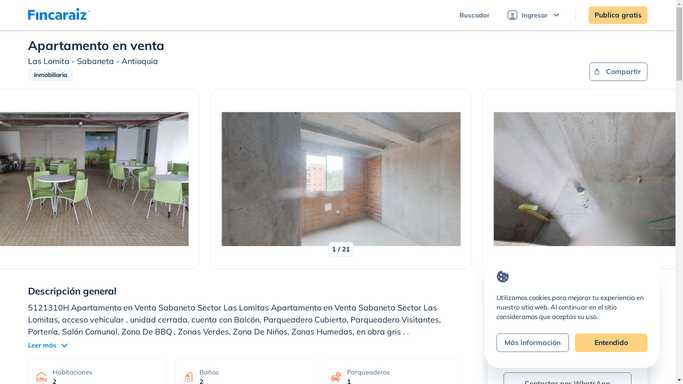 Fincaraiz
Buscador
Ingresar
Publica gratis
Apartamento en venta
Las Lomita - Sabaneta - Antioquia
Inmobiliaria
Compartir
1 / 21
Descripción general
5121310H Apartamento en Venta Sabaneta Sector Las Lomitas Apartamento en Venta Sabaneta Sector Las
Lomitas, acceso vehicular , unidad cerrada, cuenta con Balcón, Parqueadero Cubierto, Parqueadero Visitantes,
Portería, Salón Comunal, Zona De BBQ , Zonas Verdes, Zona De Niños, Zonas Humedas, en obra gris . .
Leer más
Habitaciones
2
Baños
2
Parqueaderos
1
Utilizamos cookies para mejorar tu experiencia en
nuestro sitio web. Al continuar en el sitio
consideramos que aceptas su uso.
Más información
Entendido
Contactar por WhatsApp